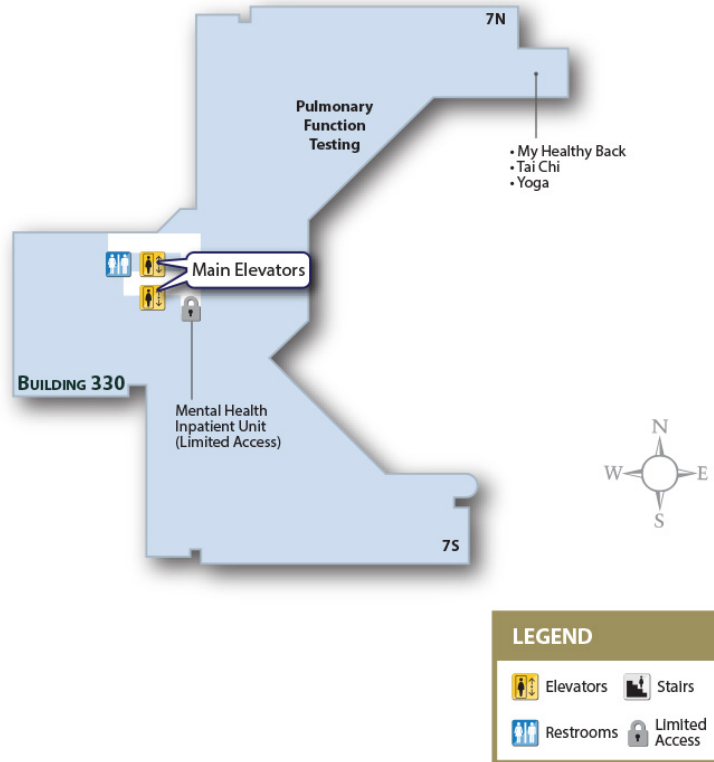 7N
Pulmonary
Function
Testing
• My Healthy Back
• Tai Chi
• Yoga
Main Elevators
BUILDING 330
Mental Health
Inpatient Unit
(Limited Access)
N
W E
S
7S
LEGEND
Elevators Stairs
Restrooms Limited
Access